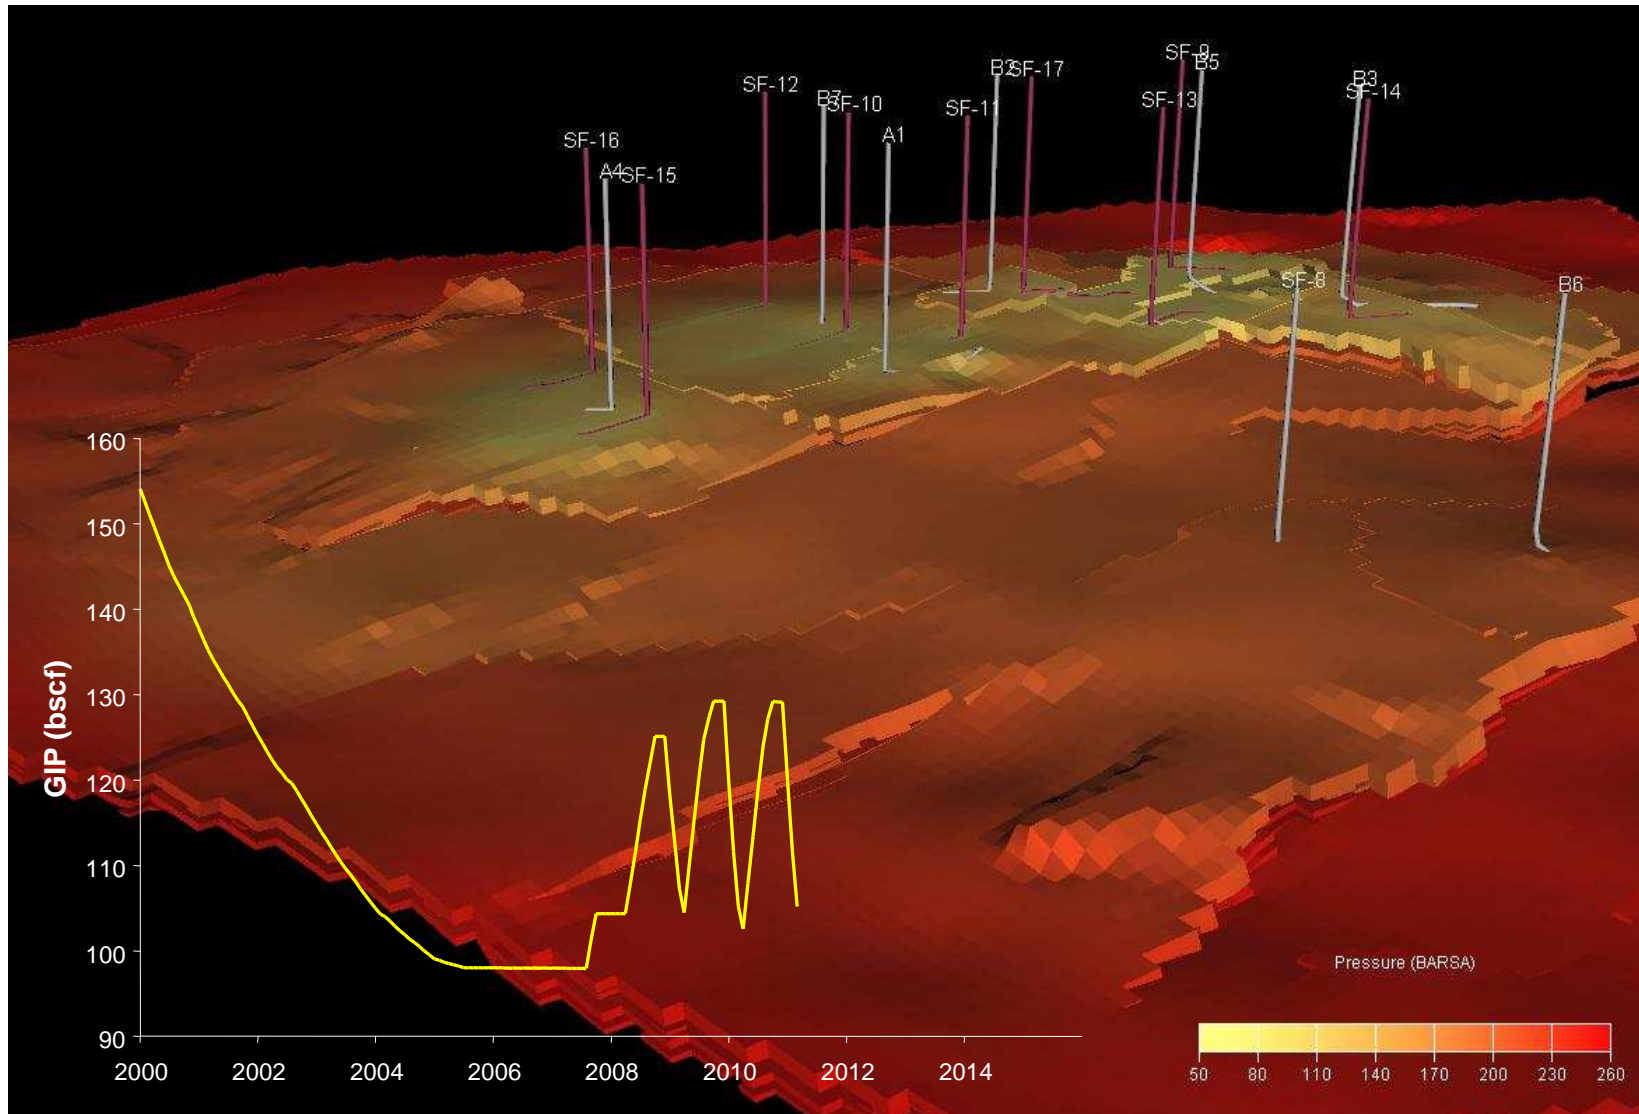 SF-9
B5
B2
SF-17
SF-12
B3
SF-14
B7
SF-10
SF-11
SF-13
A1
SF-16
A4
SF-15
SF-8
B6
160
150
140
130
120
110
100
90
GIP (bscf)
2000 2002 2004 2006 2008 2010 2012 2014
Pressure (BARSA)
50 80 110 140 170 200 230 260